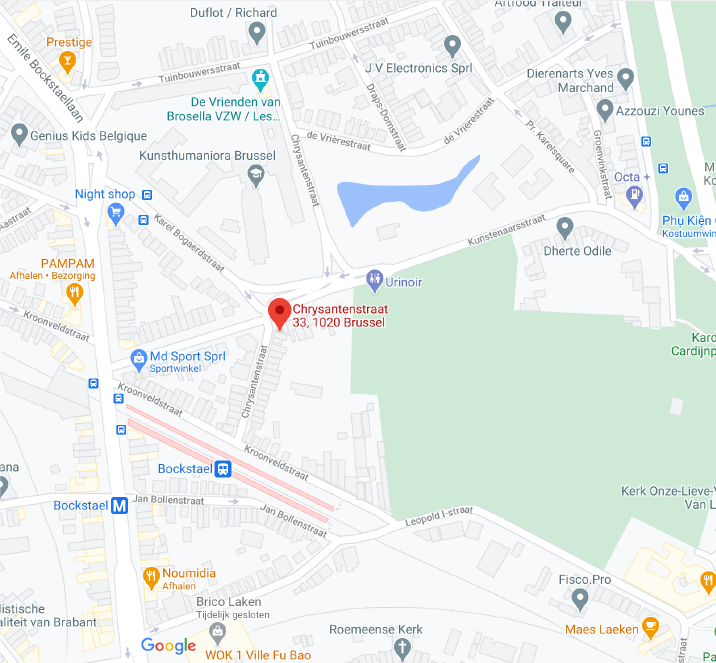 Duflot / Richard
Altrood Traiteur
Prestige
Emile Bockstaellaan
Tuinbouwersstraat
Tuinbouwersstraat
J V Electronics Sprl
Draps-Domstraat
de Vrièrestraat
de Vrièrestraat
Dierenarts Yves
Marchand
Azzouzi Younes
Pr. Karelsquare
Groenvinkstraat
De Vrienden van
Brosella VZW / Les...
Genius Kids Belgique
Kunsthumaniora Brussel
Chrysantenstraat
Octa +
Phụ Kiện
Kostuumwin
Night shop
Karel Bogaerdstraat
Kunstenaarsstraat
Dherte Odile
PAMPAM
Afhalen • Bezorging
Urinoir
Chrysantenstraat
33, 1020 Brussel
Kroonveldstraat
Md Sport Sprl
Sportwinkel
Chrysantenstraat
Kard
Cardijnp
Kroonveldstraat
Kroonveldstraat
Bockstael
ana
Bockstael
M
Jan Bollenstraat
Jan Bollenstraat
Leopold I-straat
Kerk Onze-Lieve-V
Van L
Noumidia
Afhalen
Fisco.Pro
Brico Laken
Tijdelijk gesloten
listische
aliteit van Brabant
Roemeense Kerk
Maes Laeken
Google
WOK 1 Ville Fu Bao
straat
Pa